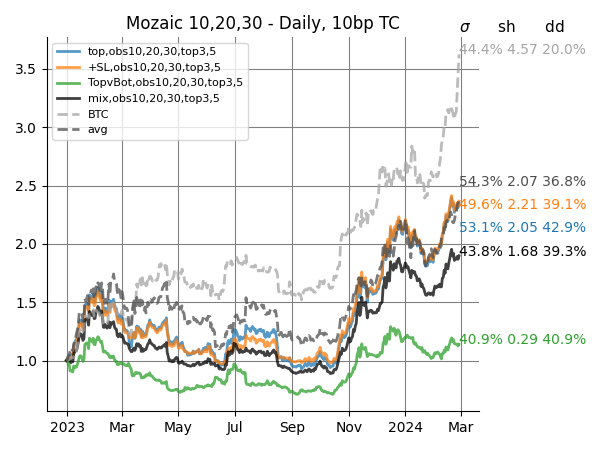 Mozaic 10,20,30 - Daily, 10bp TC
σ sh dd
top,obs10,20,30,top3,5
+SL,obs10,20,30,top3,5
TopvBot,obs10,20,30,top3,5
mix,obs10,20,30,top3,5
BTC
avg
44.4% 4.57 20.0%
54.3% 2.07 36.8%
49.6% 2.21 39.1%
53.1% 2.05 42.9%
43.8% 1.68 39.3%
40.9% 0.29 40.9%
3.5
3.0
2.5
2.0
1.5
1.0
2023 Mar May Jul Sep Nov 2024 Mar